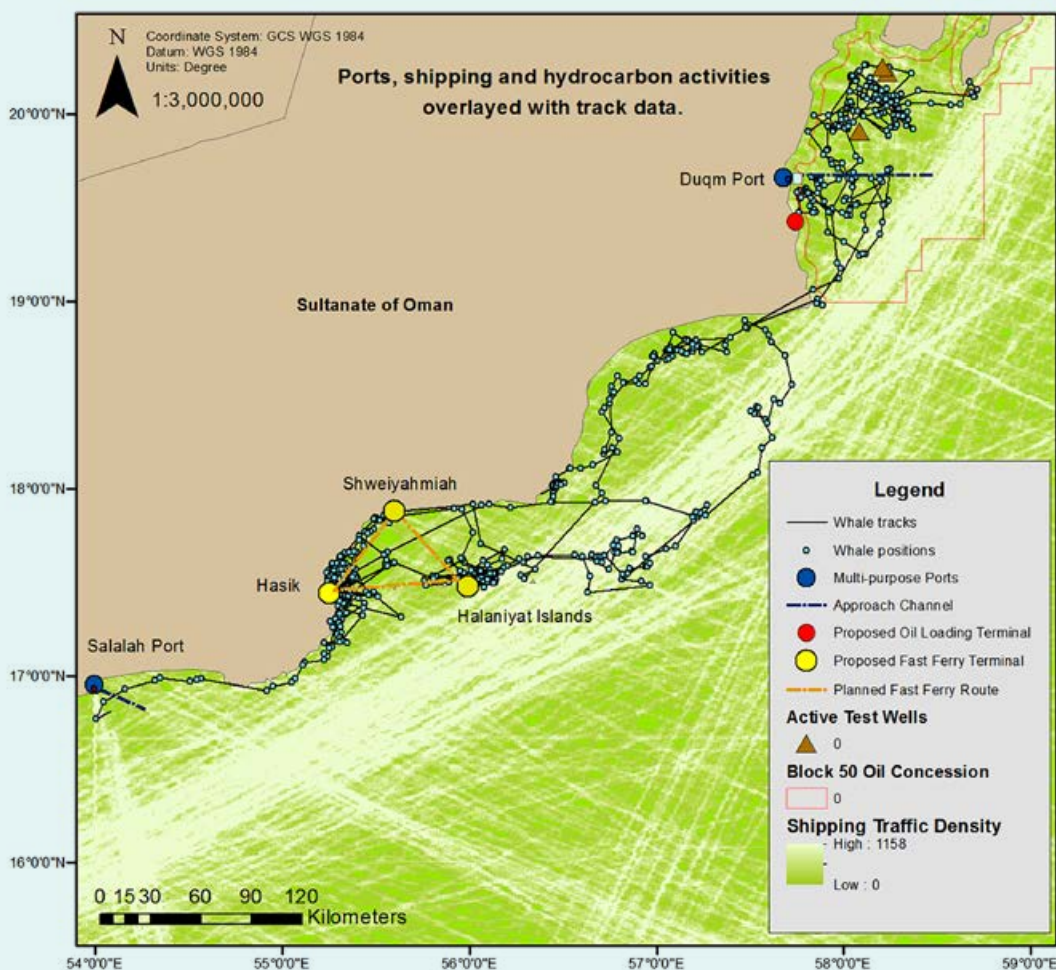 N
Coordinate System: GCS WGS 1984
Datum: WGS 1984
Units: Degree
1:3,000,000
Ports, shipping and hydrocarbon activities
overlayed with track data.
20°0'0"N
19°0'0"N
18°0'0"N
17°0'0"N
16°0'0"N
Duqm Port
Sultanate of Oman
Shweiyahmiah
Hasik
Halaniyat Islands
Salalah Port
Legend
Whale tracks
Whale positions
Multi-purpose Ports
Approach Channel
Proposed Oil Loading Terminal
Proposed Fast Ferry Terminal
Planned Fast Ferry Route
Active Test Wells
0
Block 50 Oil Concession
0
Shipping Traffic Density
High : 1158
Low : 0
0 15 30 60 90 120
Kilometers
54°0'0"E 55°0'0"E 56°0'0"E 57°0'0"E 58°0'0"E 59°0'0"E